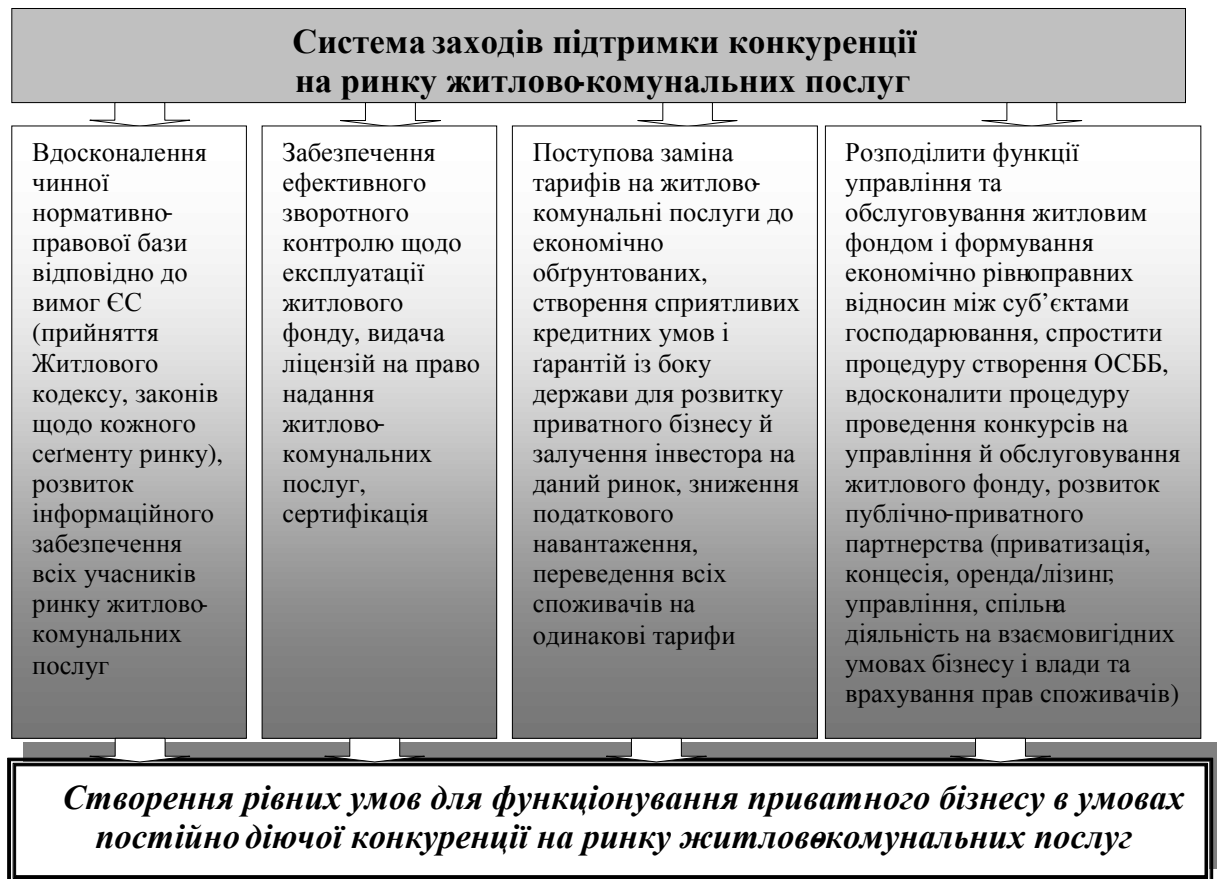 Система заходів підтримки конкуренції
на ринку житлово-комунальних послуг
Вдосконалення
чинної
нормативно-
правової бази
відповідно до
вимог ЄС
(прийняття
Житлового
кодексу, законів
щодо кожного
сегменту ринку),
розвиток
інформаційного
забезпечення
всіх учасників
ринку житлово-
комунальних
послуг
Забезпечення
ефективного
зворотного
контролю щодо
експлуатації
житлового
фонду, видача
ліцензій на право
надання
житлово-
комунальних
послуг,
сертифікація
Поступова заміна
тарифів на житлово-
комунальні послуги до
економічно
обґрунтованих,
створення сприятливих
кредитних умов і
ґарантій із боку
держави для розвитку
приватного бізнесу й
залучення інвестора на
даний ринок, зниження
податкового
навантаження,
переведення всіх
споживачів на
одинакові тарифи
Розподілити функції
управління та
обслуговування житловим
фондом і формування
економічно рівноправних
відносин між суб’єктами
господарювання, спростити
процедуру створення ОСББ,
вдосконалити процедуру
проведення конкурсів на
управління й обслуговування
житлового фонду, розвиток
публічно-приватного
партнерства (приватизація,
концесія, оренда/лізинг,
управління, спільна
діяльність на взаємовигідних
умовах бізнесу і влади та
врахування прав споживачів)
Створення рівних умов для функціонування приватного бізнесу в умовах
постійно діючої конкуренції на ринку житлово-комунальних послуг